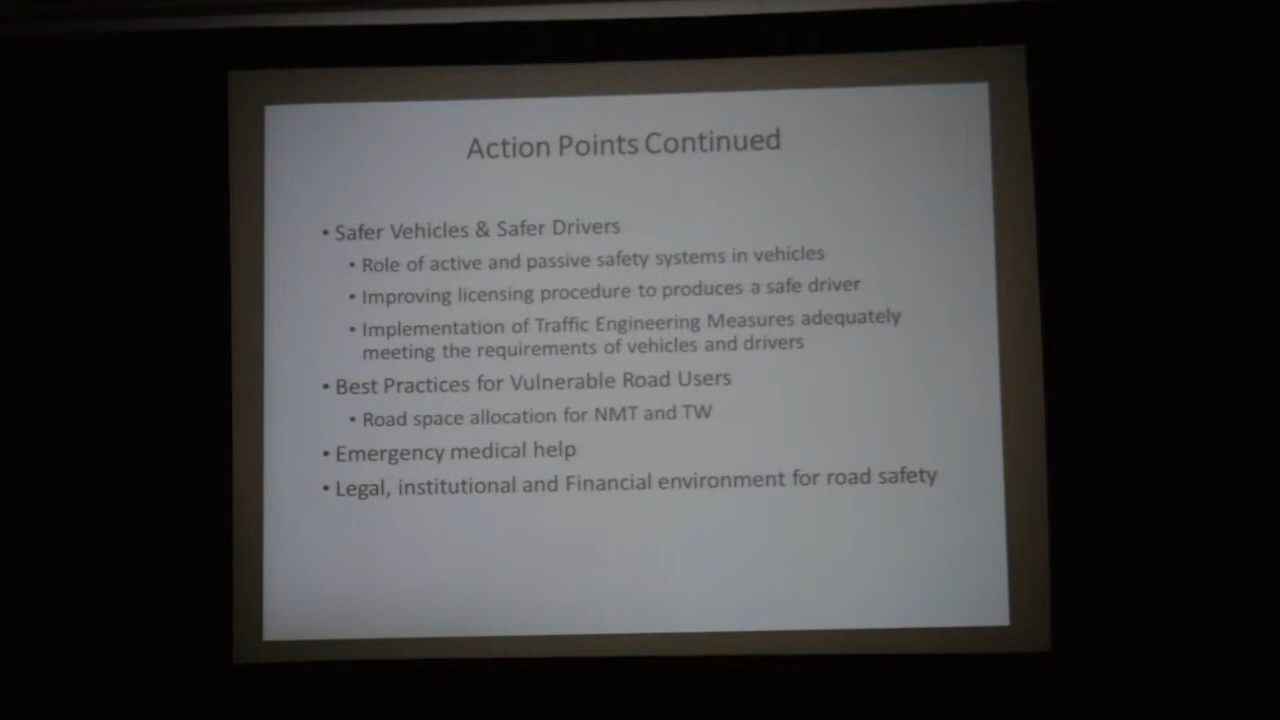 Action Points Continued
• Safer Vehicles & Safer Drivers
• Role of active and passive safety systems in vehicles
• Improving licensing procedure to produces a safe driver
• Implementation of Traffic Engineering Measures adequately
meeting the requirements of vehicles and drivers
• Best Practices for Vulnerable Road Users
• Road space allocation for NMT and TW
• Emergency medical help
• Legal, institutional and Financial environment for road safety